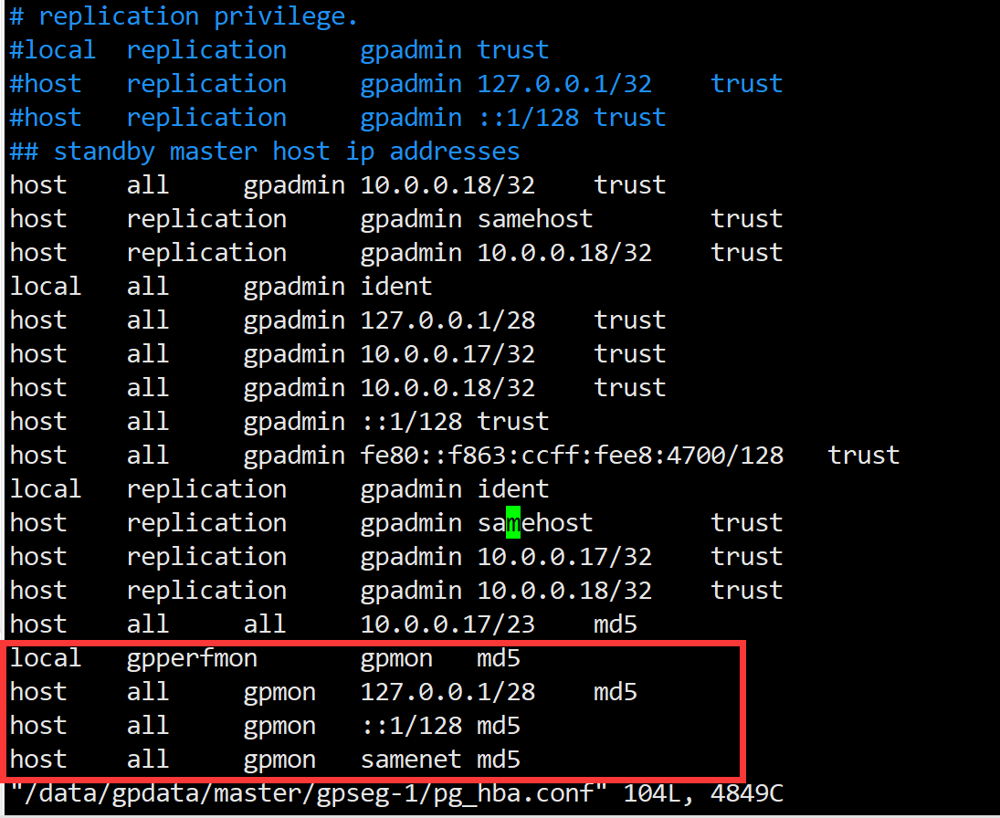 # replication privilege.
#local  replication     gpadmin trust
#host   replication     gpadmin 127.0.0.1/32    trust
#host   replication     gpadmin ::1/128 trust
## standby master host ip addresses
host    all     gpadmin 10.0.0.18/32    trust
host    replication     gpadmin samehost        trust
host    replication     gpadmin 10.0.0.18/32    trust
local   all     gpadmin ident
host    all     gpadmin 127.0.0.1/28    trust
host    all     gpadmin 10.0.0.17/32    trust
host    all     gpadmin 10.0.0.18/32    trust
host    all     gpadmin ::1/128 trust
host    all     gpadmin fe80::f863:ccff:fee8:4700/128   trust
local   replication     gpadmin ident
host    replication     gpadmin samehost        trust
host    replication     gpadmin 10.0.0.17/32    trust
host    replication     gpadmin 10.0.0.18/32    trust
host    all     all     10.0.0.17/23    md5
local   gpperfmon       gpmon   md5
host    all     gpmon   127.0.0.1/28    md5
host    all     gpmon   ::1/128 md5
host    all     gpmon   samenet md5
"/data/gpdata/master/gpseg-1/pg_hba.conf" 104L, 4849C